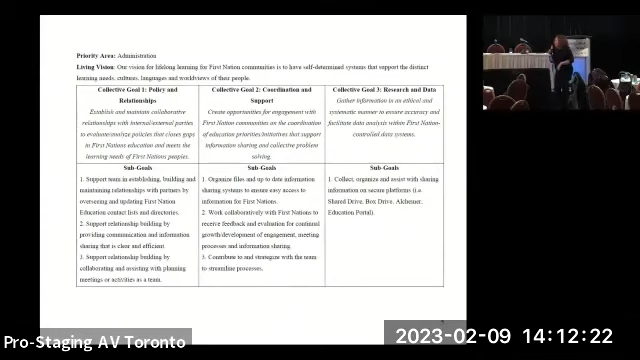 Priority Area: Administration
Living Vision: Our vision for lifelong learning for First Nation communities is to have self-determined systems that support the distinct
learning needs, cultures, languages and worldviews of their people.
Collective Goal 1: Policy and
Relationships
Establish and maintain collaborative
relationships with internal/external parties
to evaluate/analyze policies that closes gaps
in First Nations education and meets the
learning needs of First Nations peoples.
Collective Goal 2: Coordination and
Support
Create opportunities for engagement with
First Nation communities on the coordination
of education priorities/initiatives that support
information sharing and collective problem
solving.
Collective Goal 3: Research and Data
Gather information in an ethical and
systematic manner to ensure accuracy and
facilitate data analysis within First Nation-
controlled data systems.
Sub-Goals
1. Support team in establishing, building and
maintaining relationships with partners by
overseeing and updating First Nation
Education contact lists and directories.
2. Support relationship building by
providing communication and information
sharing that is clear and efficient
3. Support relationship building by
collaborating and assisting with planning
meetings or activities as a team.
Sub-Goals
1. Organize files and up to date information
sharing systems to ensure easy access to
information for First Nations.
2. Work collaboratively with First Nations to
receive feedback and evaluation for continual
growth/development of engagement, meeting
processes and information sharing.
3. Contribute to and strategize with the team
to streamline processes.
Sub-Goals
1. Collect, organize and assist with sharing
information on secure platforms (i.e.
Shared Drive, Box Drive, Alchemer,
Education Portal).
Pro-Staging AV Toronto
2023-02-09 14:12:22